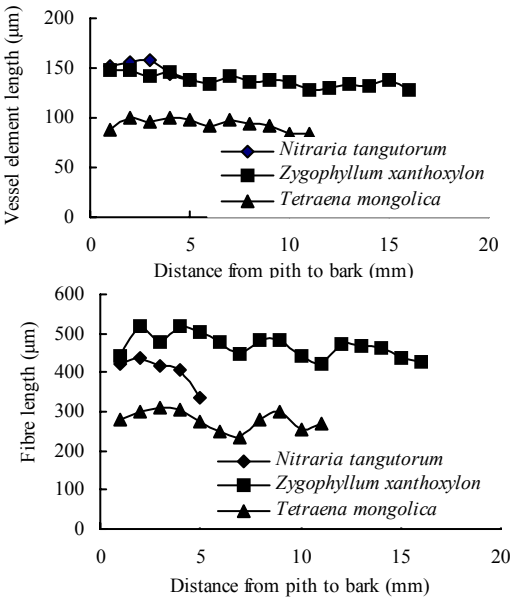 Vessel element length (μm)
200
150
100
50
0
Nitraria tangutorum
Zygophyllum xanthoxylon
Tetraena mongolica
0 5 10 15 20
Distance from pith to bark (mm)
Fibre length (μm)
600
500
400
300
200
100
0
Nitraria tangutorum
Zygophyllum xanthoxylon
Tetraena mongolica
0 5 10 15 20
Distance from pith to bark (mm)